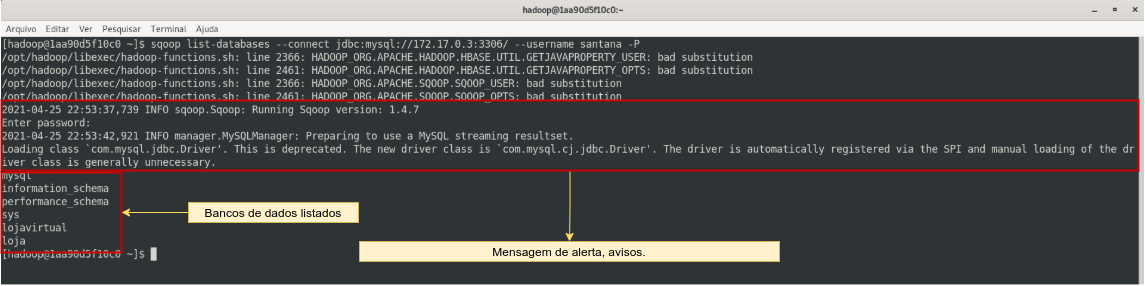 hadoop@1aa90d5f10c0:~
Arquivo Editar Ver Pesquisar Terminal Ajuda
[hadoop@1aa90d5f10c0 ~]$ sqoop list-databases --connect jdbc:mysql://172.17.0.3:3306/ --username santana -P
/opt/hadoop/libexec/hadoop-functions.sh: line 2366: HADOOP_ORG.APACHE.HADOOP.HBASE.UTIL.GETJAVAPROPERTY_USER: bad substitution
/opt/hadoop/libexec/hadoop-functions.sh: line 2461: HADOOP_ORG.APACHE.HADOOP.HBASE.UTIL.GETJAVAPROPERTY_OPTS: bad substitution
/opt/hadoop/libexec/hadoop-functions.sh: line 2366: HADOOP_ORG.APACHE.SQOOP.SQOOP_USER: bad substitution
/opt/hadoop/libexec/hadoop-functions.sh: line 2461: HADOOP_ORG.APACHE.SQOOP.SQOOP_OPTS: bad substitution
2021-04-25 22:53:37,739 INFO sqoop.Sqoop: Running Sqoop version: 1.4.7
Enter password:
2021-04-25 22:53:42,921 INFO manager.MySQLManager: Preparing to use a MySQL streaming resultset.
Loading class `com.mysql.jdbc.Driver'. This is deprecated. The new driver class is `com.mysql.cj.jdbc.Driver'. The driver is automatically registered via the SPI and manual loading of the dr
iver class is generally unnecessary.
mysql
information_schema
performance_schema
sys
lojavirtual
loja
[hadoop@1aa90d5f10c0 ~]$
Bancos de dados listados
Mensagem de alerta, avisos.